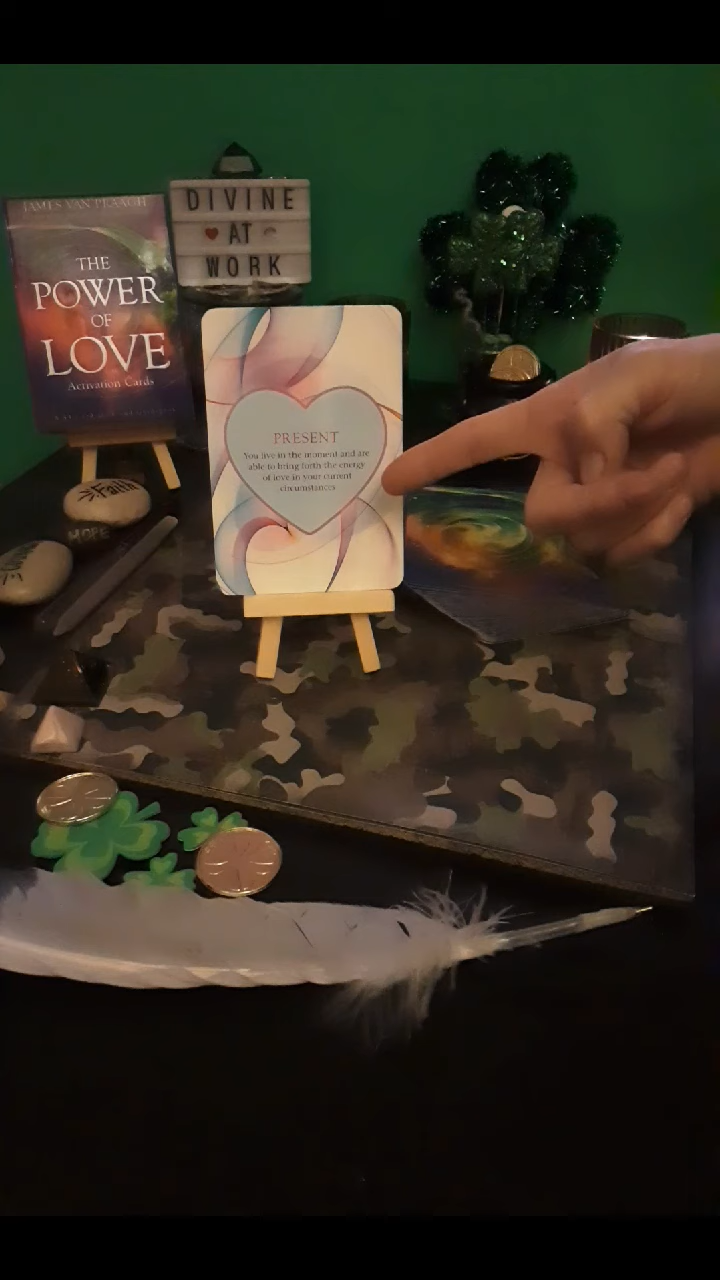 JAMES VAN PRAAGH
THE
POWER
OF
LOVE
Activation Cards
DIVINE
AT
WORK
PRESENT
You live in the moment and are
able to bring forth the energy
of love in your current
circumstances
Faith
HOPE